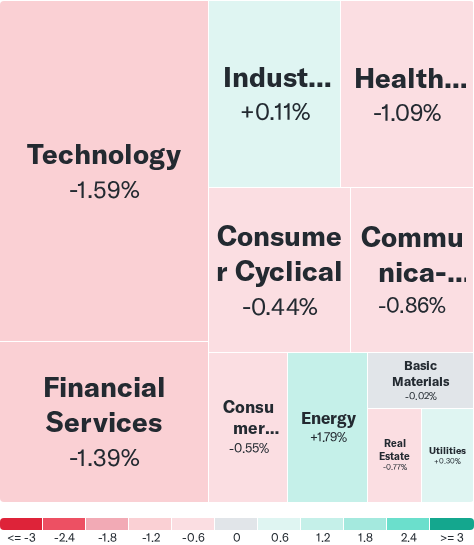 Technology
-1.59%
Indust...
+0.11%
Health...
-1.09%
Consume
r Cyclical
-0.44%
Commu
nica-...
-0.86%
Financial
Services
-1.39%
Consu
mer...
-0.55%
Energy
+1.79%
Basic
Materials
-0.02%
Real
Estate
-0.77%
Utilities
+0.30%
<= -3 -2.4 -1.8 -1.2 -0.6 0 0.6 1.2 1.8 2.4 >= 3